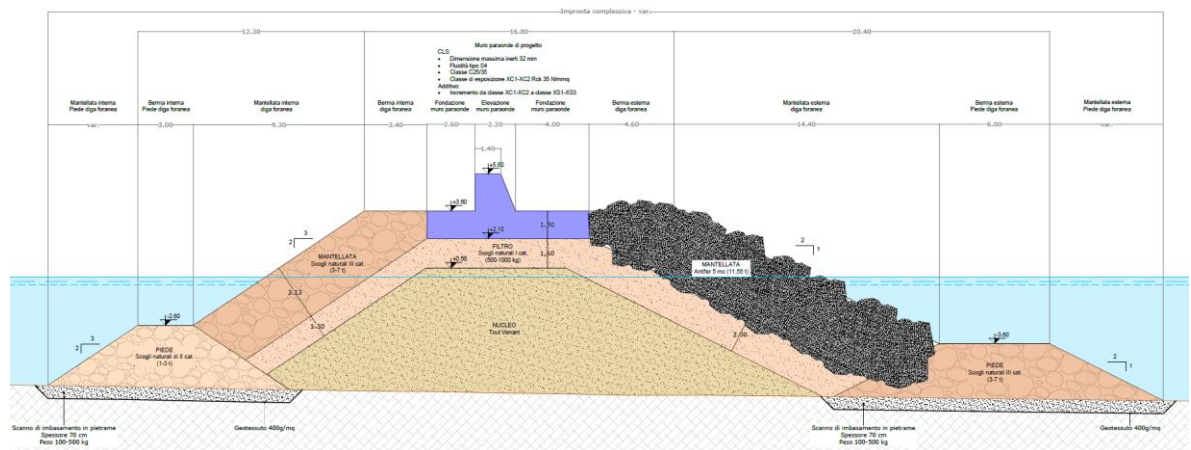 Impronta complessiva - var.
12.30
16.80
20.40
Muro paraonde di progetto
CLS:
• Dimensione massima inerti 32 mm
• Fluidità tipo S4
• Classe C25/35
• Classe di esposizione XC1-XC2 Rck 35 N/mmq
Additivo:
• Incremento da classe XC1-XC2 a classe XS1-XS3
Mantellata interna
Piede diga foranea
Berma interna
Piede diga foranea
Mantellata interna
diga foranea
Berma interna
diga foranea
Fondazione
muro paraonde
Elevazione
muro paraonde
Fondazione
muro paraonde
Berma esterna
diga foranea
Mantellata esterna
diga foranea
Berma esterna
Piede diga foranea
Mantellata esterna
Piede diga foranea
var.
3.00
9.30
3.40
2.60
2.20
4.00
4.60
14.40
6.00
var.
1.40
+5.60
+3.60
+2.10
1.50
3
2
MANTELLATA
Scogli naturali III cat.
(3-7 t)
FILTRO
Scogli naturali I cat.
(500-1000 kg)
1.60
+0.50
2
1
MANTELLATA
Antifer 5 mc (11,56 t)
3.13
1.30
2.06
-2.60
-3.60
3
2
NUCLEO
Tout Venant
PIEDE
Scogli naturali di II cat.
(1-3 t)
PIEDE
Scogli naturali III cat.
(3-7 t)
2
1
Scanno di imbasamento in pietrame
Spessore 70 cm
Peso 100-500 kg
Geotessuto 400g/mq
Scanno di imbasamento in pietrame
Spessore 70 cm
Peso 100-500 kg
Geotessuto 400g/mq